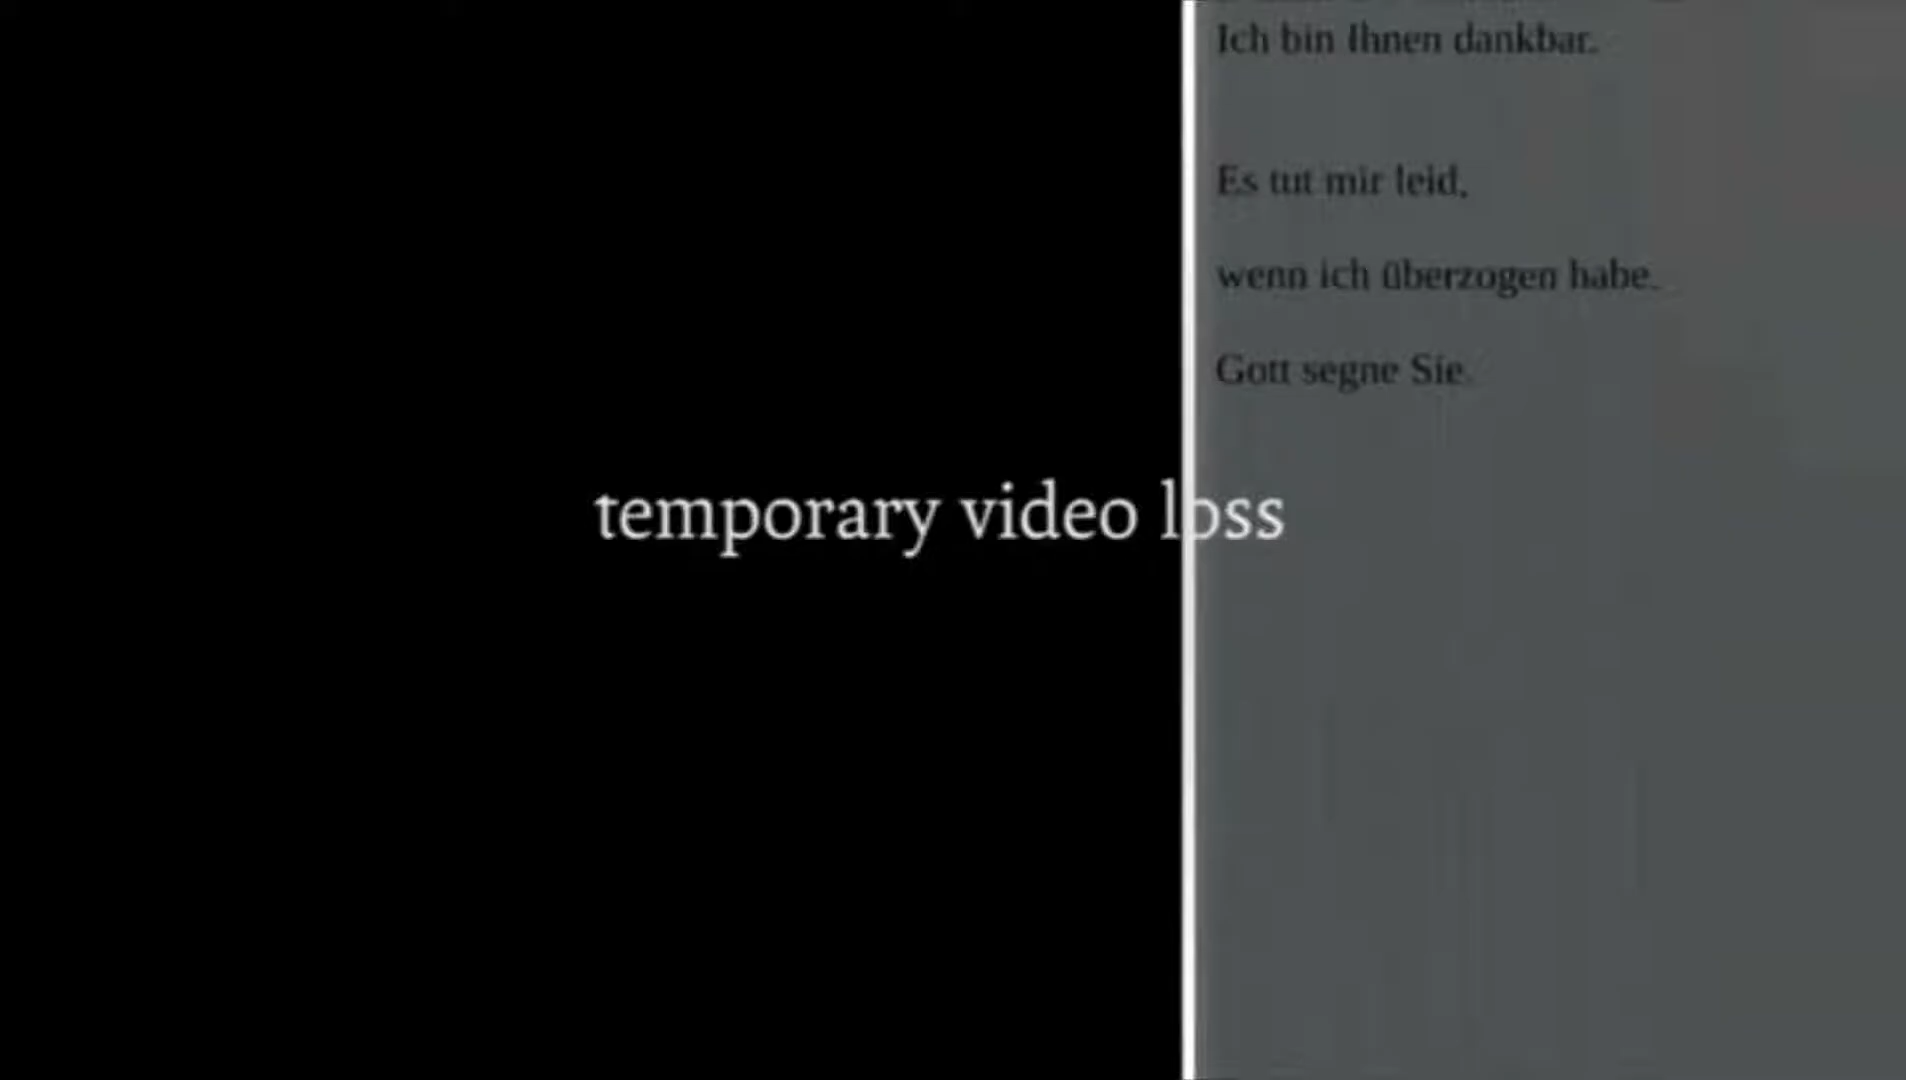 Ich bin Ihnen dankbar.
Es tut mir leid,
wenn ich überzogen habe.
Gott segne Sie.
temporary video loss